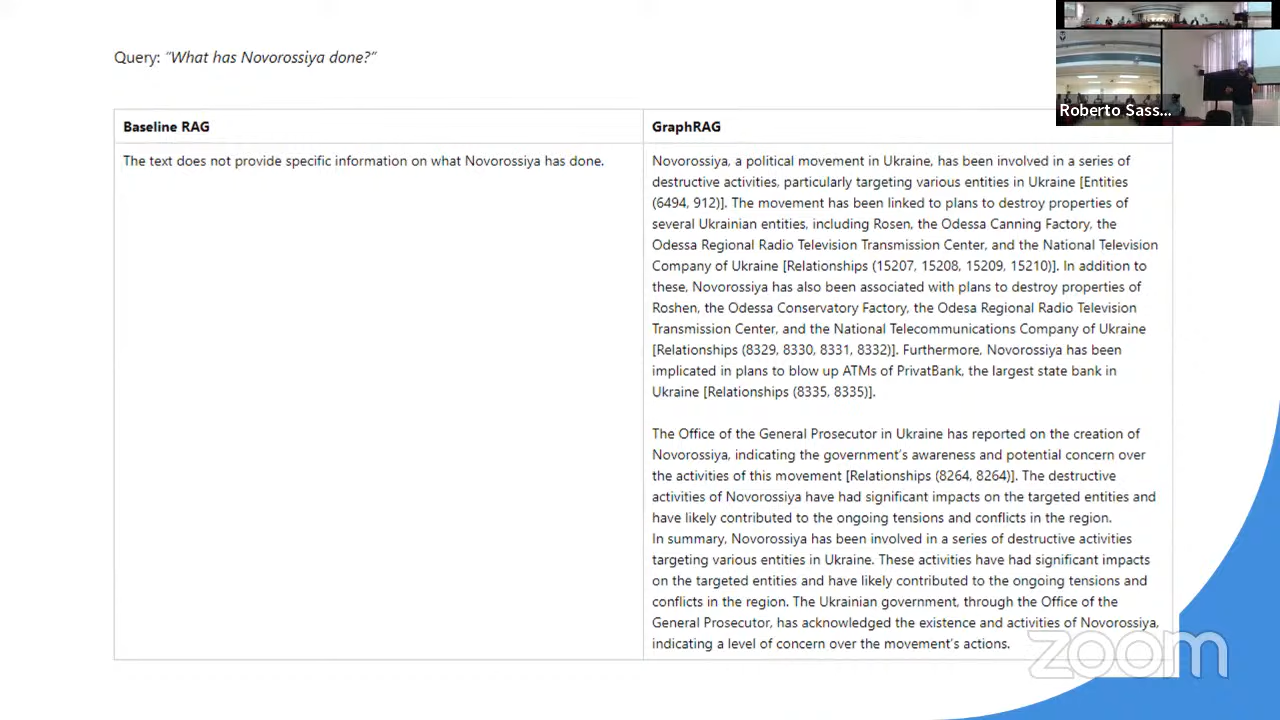 Query: “What has Novorossiya done?”
Roberto Sass...
Baseline RAG
The text does not provide specific information on what Novorossiya has done.
GraphRAG
Novorossiya, a political movement in Ukraine, has been involved in a series of
destructive activities, particularly targeting various entities in Ukraine [Entities
(6494, 912)]. The movement has been linked to plans to destroy properties of
several Ukrainian entities, including Rosen, the Odessa Canning Factory, the
Odessa Regional Radio Television Transmission Center, and the National Television
Company of Ukraine [Relationships (15207, 15208, 15209, 15210)]. In addition to
these, Novorossiya has also been associated with plans to destroy properties of
Roshen, the Odessa Conservatory Factory, the Odesa Regional Radio Television
Transmission Center, and the National Telecommunications Company of Ukraine
[Relationships (8329, 8330, 8331, 8332)]. Furthermore, Novorossiya has been
implicated in plans to blow up ATMs of PrivatBank, the largest state bank in
Ukraine [Relationships (8335, 8335)].
The Office of the General Prosecutor in Ukraine has reported on the creation of
Novorossiya, indicating the government’s awareness and potential concern over
the activities of this movement [Relationships (8264, 8264)]. The destructive
activities of Novorossiya have had significant impacts on the targeted entities and
have likely contributed to the ongoing tensions and conflicts in the region.
In summary, Novorossiya has been involved in a series of destructive activities
targeting various entities in Ukraine. These activities have had significant impacts
on the targeted entities and have likely contributed to the ongoing tensions and
conflicts in the region. The Ukrainian government, through the Office of the
General Prosecutor, has acknowledged the existence and activities of Novorossiya,
indicating a level of concern over the movement’s actions.
zoom